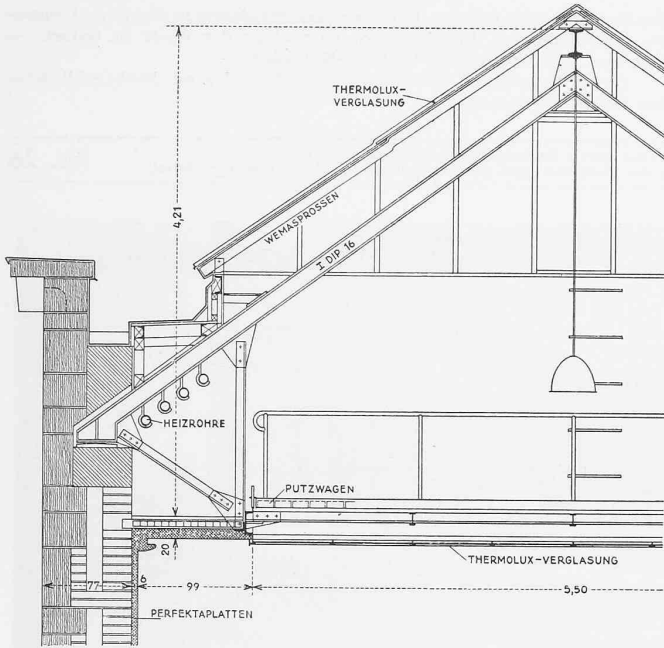 THERMOLUX-
VERGLASUNG
4,21
WEMASPROSSEN
I DIP 16
HEIZROHRE
PUTZWAGEN
THERMOLUX-VERGLASUNG
20
77
6
99
5,50
PERFEKTAPLATTEN